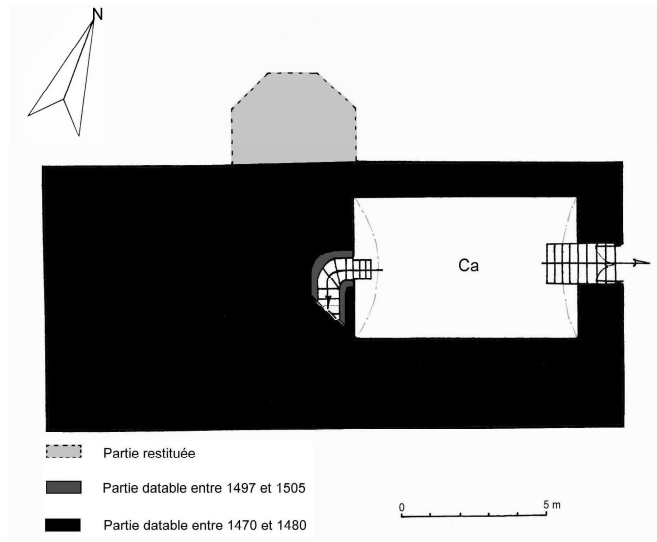 N
Ca
Partie restituée
Partie datable entre 1497 et 1505
Partie datable entre 1470 et 1480
0 5 m